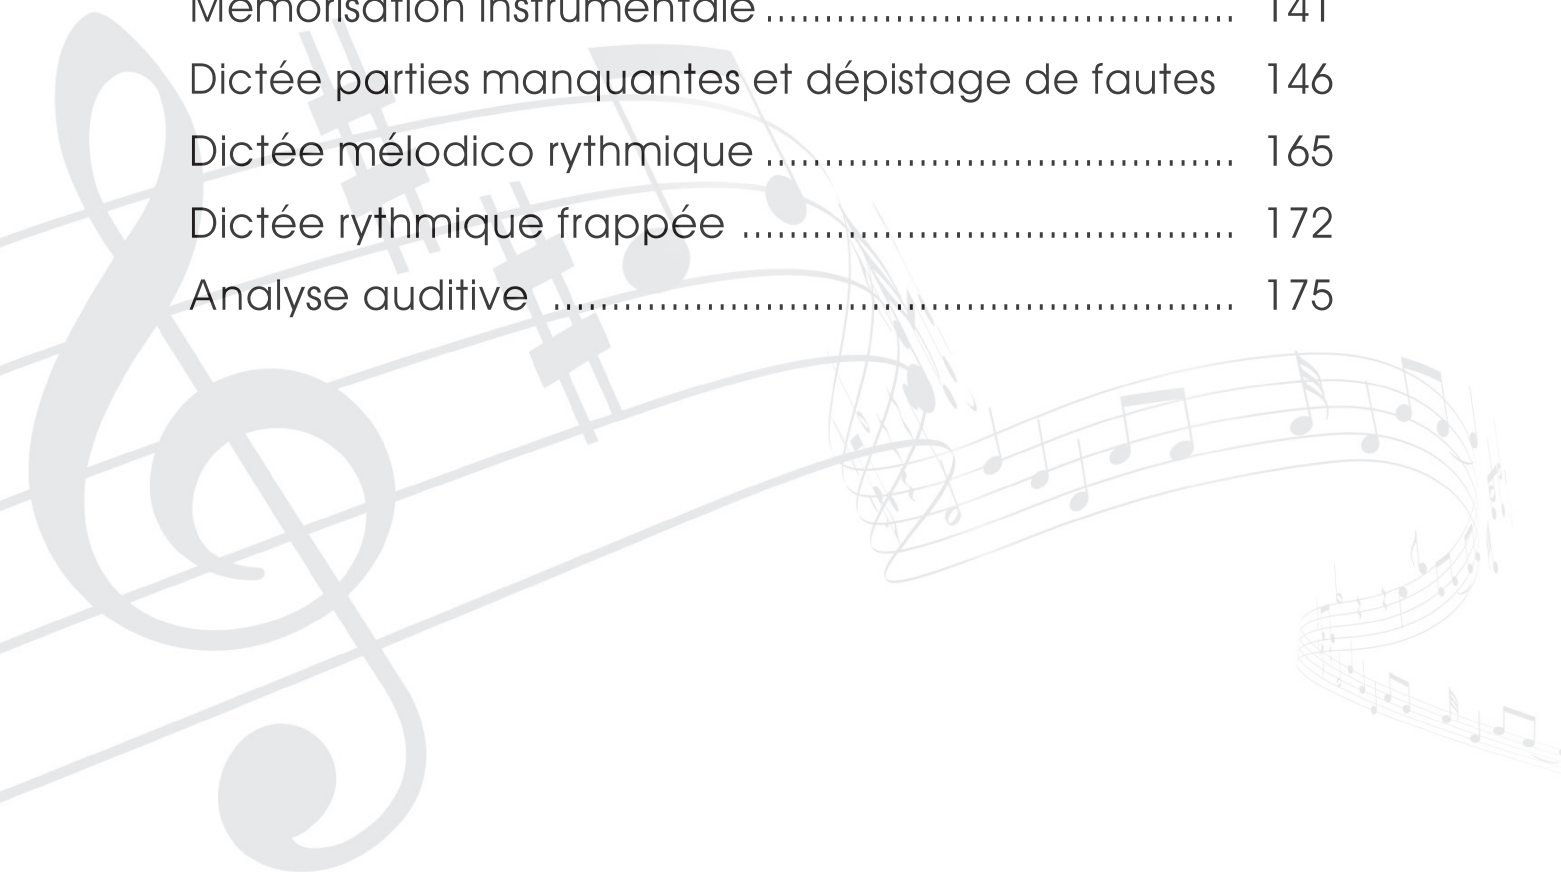 Mémorisation instrumentale ....................................... 141
Dictée parties manquantes et dépistage de fautes 146
Dictée mélodico rythmique ....................................... 165
Dictée rythmique frappée ......................................... 172
Analyse auditive ......................................................... 175